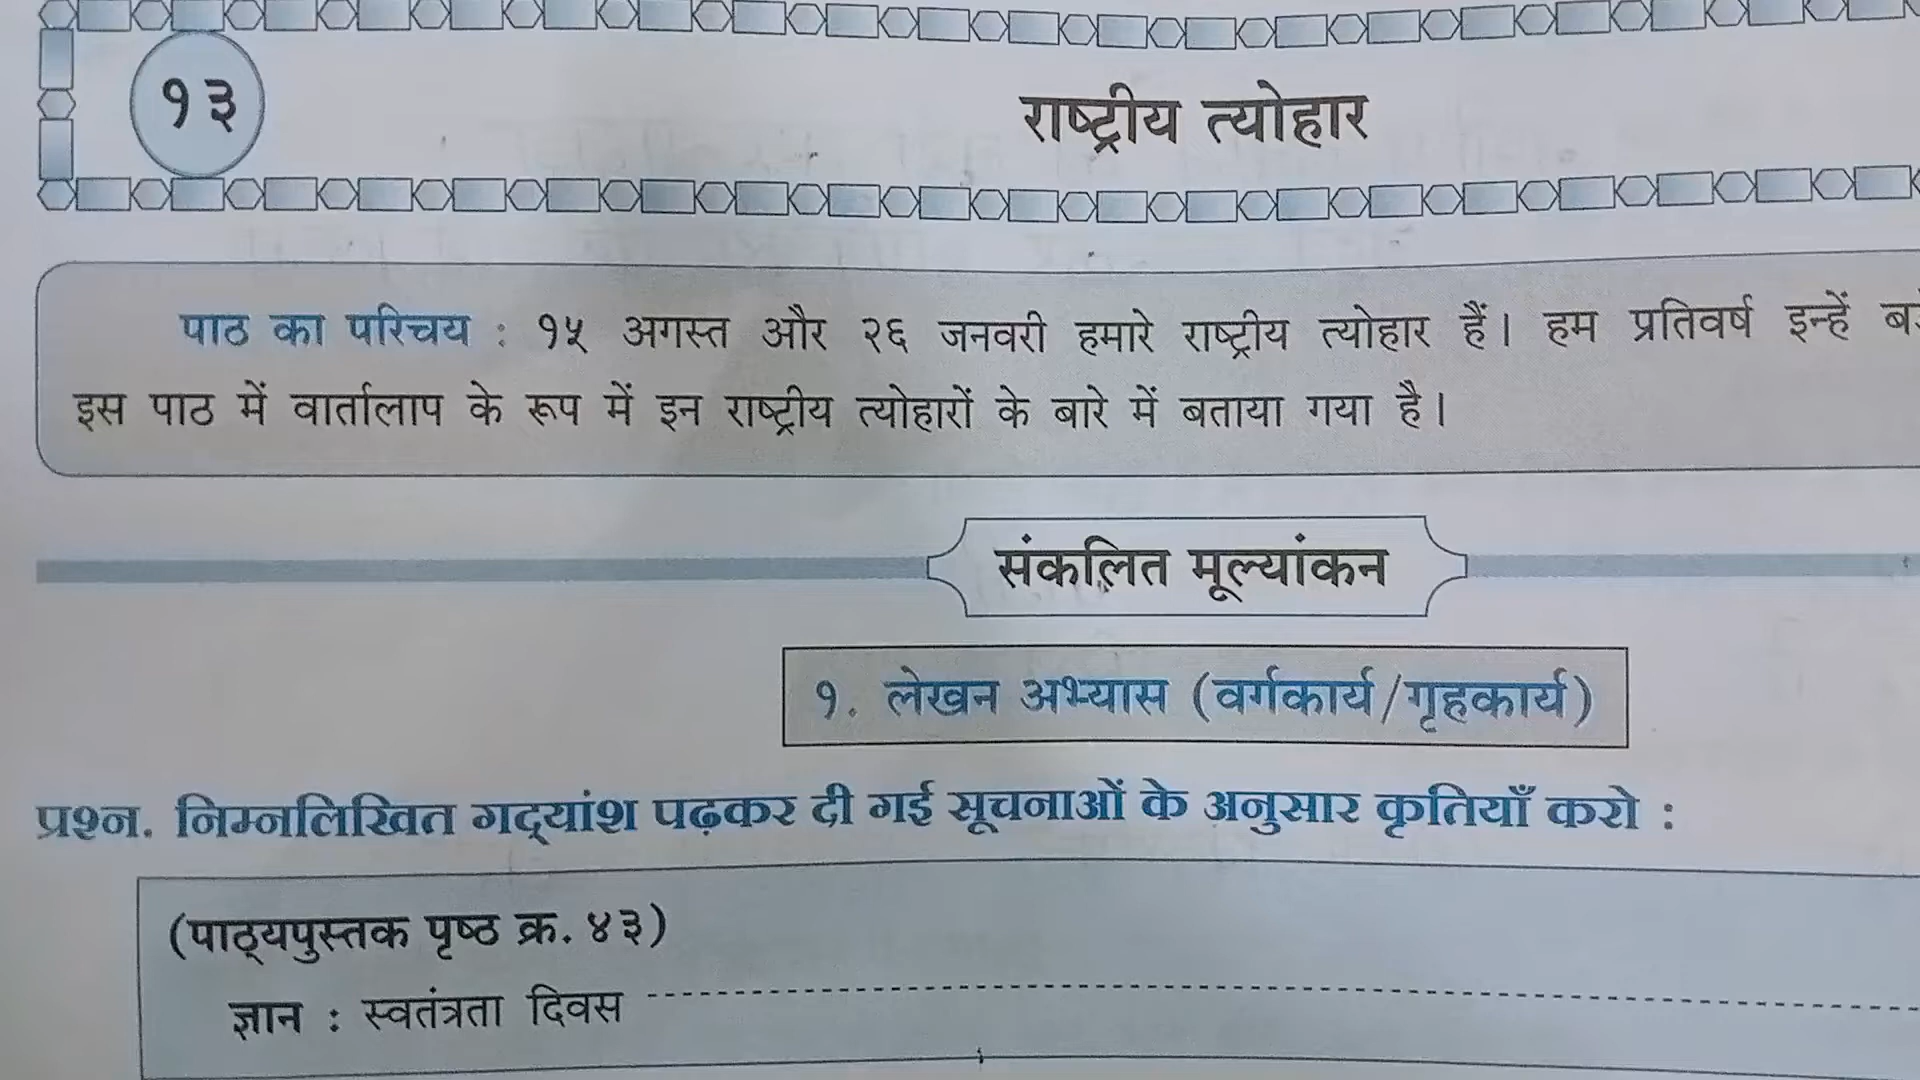 १३
राष्ट्रीय त्योहार
पाठ का परिचय : १५ अगस्त और २६ जनवरी हमारे राष्ट्रीय त्योहार हैं। हम प्रतिवर्ष इन्हें
इस पाठ में वार्तालाप के रूप में इन राष्ट्रीय त्योहारों के बारे में बताया गया है।
संकलित मूल्यांकन
१. लेखन अभ्यास (वर्गकार्य/गृहकार्य)
प्रश्न. निम्नलिखित गद्‌यांश पढ़कर दी गई सूचनाओं के अनुसार कृतियाँ करो :
(पाठ्‌यपुस्तक पृष्ठ क्र. ४३)
ज्ञान : स्वतंत्रता दिवस